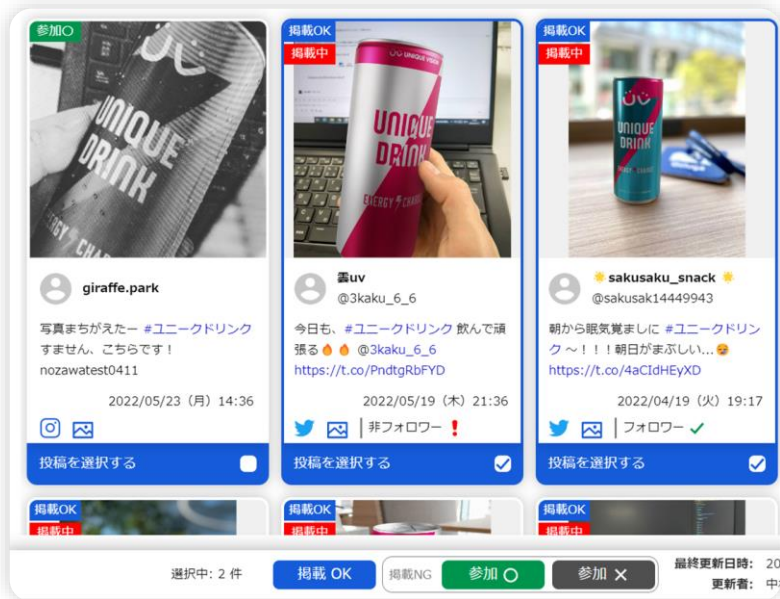 参加〇
UNIQUE
DRINK
giraffe.park
写真まちがえたー #ユニークドリンク
すません、こちらです！
nozawatest0411
2022/05/23（月）14:36
投稿を選択する
掲載OK
掲載中
UNIQUE VISION
UNIQUE
DRINK
ENERGY CHARGE
雲uv
@3kaku_6_6
今日も、#ユニークドリンク 飲んで頑
張る🔥🔥 @3kaku_6_6
https://t.co/PndtgRbFYD
2022/05/19（木）21:36
非フォロワー❗
投稿を選択する
掲載OK
掲載中
UNIQUE
DRINK
ENERGY CHARGE
🌟sakusaku_snack🌟
@sakusak14449943
朝から眠気覚ましに #ユニークドリン
ク ～！！！朝日がまぶしい...🥹
https://t.co/4aCIdHEyXD
2022/04/19（火）19:17
フォロワー ✓
投稿を選択する
掲載OK
掲載中
掲載OK
掲載中
掲載OK
掲載中
選択中: 2 件
掲載 OK
掲載NG
参加 〇
参加 ✕
最終更新日時: 20
更新者: